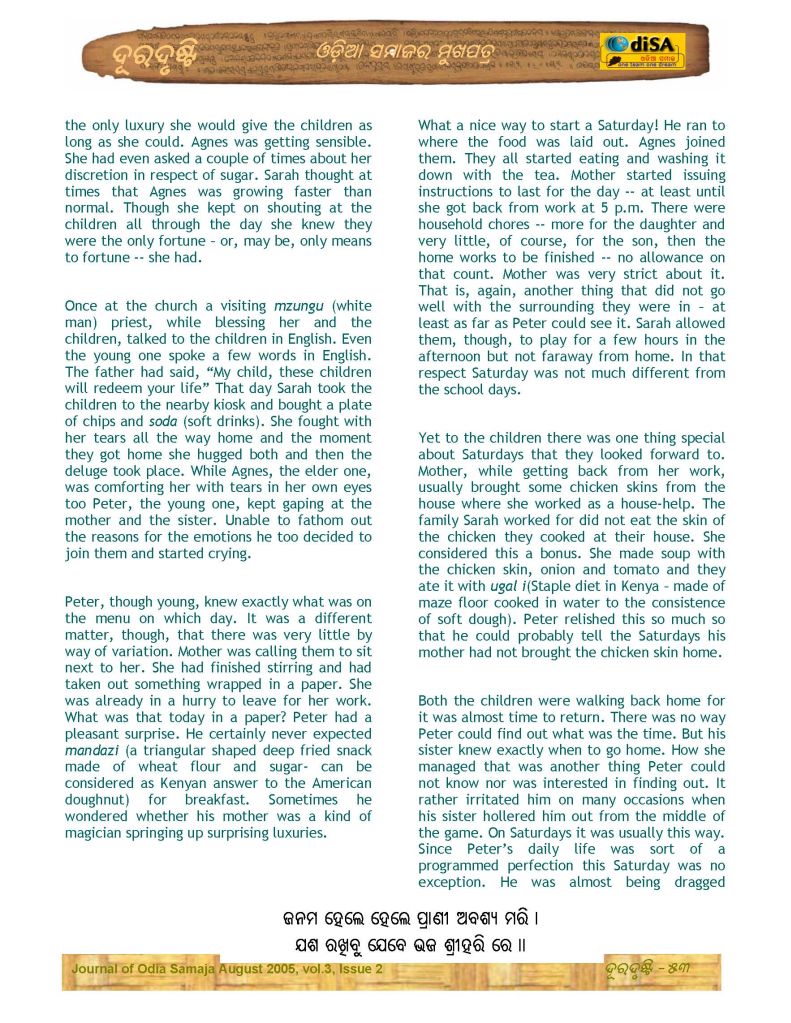 ଦୂରଦୃଷ୍ଟି
ଓଡ଼ିଆ ସମାଜର ମୁଖପତ୍ର
odiSA
ଓଡ଼ିଆ ସମାଜ
one team one dream
the only luxury she would give the children as
long as she could. Agnes was getting sensible.
She had even asked a couple of times about her
discretion in respect of sugar. Sarah thought at
times that Agnes was growing faster than
normal. Though she kept on shouting at the
children all through the day she knew they
were the only fortune – or, may be, only means
to fortune -- she had.
Once at the church a visiting mzungu (white
man) priest, while blessing her and the
children, talked to the children in English. Even
the young one spoke a few words in English.
The father had said, “My child, these children
will redeem your life” That day Sarah took the
children to the nearby kiosk and bought a plate
of chips and soda (soft drinks). She fought with
her tears all the way home and the moment
they got home she hugged both and then the
deluge took place. While Agnes, the elder one,
was comforting her with tears in her own eyes
too Peter, the young one, kept gaping at the
mother and the sister. Unable to fathom out
the reasons for the emotions he too decided to
join them and started crying.
Peter, though young, knew exactly what was on
the menu on which day. It was a different
matter, though, that there was very little by
way of variation. Mother was calling them to sit
next to her. She had finished stirring and had
taken out something wrapped in a paper. She
was already in a hurry to leave for her work.
What was that today in a paper? Peter had a
pleasant surprise. He certainly never expected
mandazi (a triangular shaped deep fried snack
made of wheat flour and sugar- can be
considered as Kenyan answer to the American
doughnut) for breakfast. Sometimes he
wondered whether his mother was a kind of
magician springing up surprising luxuries.
What a nice way to start a Saturday! He ran to
where the food was laid out. Agnes joined
them. They all started eating and washing it
down with the tea. Mother started issuing
instructions to last for the day -- at least until
she got back from work at 5 p.m. There were
household chores -- more for the daughter and
very little, of course, for the son, then the
home works to be finished -- no allowance on
that count. Mother was very strict about it.
That is, again, another thing that did not go
well with the surrounding they were in – at
least as far as Peter could see it. Sarah allowed
them, though, to play for a few hours in the
afternoon but not faraway from home. In that
respect Saturday was not much different from
the school days.
Yet to the children there was one thing special
about Saturdays that they looked forward to.
Mother, while getting back from her work,
usually brought some chicken skins from the
house where she worked as a house-help. The
family Sarah worked for did not eat the skin of
the chicken they cooked at their house. She
considered this a bonus. She made soup with
the chicken skin, onion and tomato and they
ate it with ugal i(Staple diet in Kenya – made of
maze floor cooked in water to the consistence
of soft dough). Peter relished this so much so
that he could probably tell the Saturdays his
mother had not brought the chicken skin home.
Both the children were walking back home for
it was almost time to return. There was no way
Peter could find out what was the time. But his
sister knew exactly when to go home. How she
managed that was another thing Peter could
not know nor was interested in finding out. It
rather irritated him on many occasions when
his sister hollered him out from the middle of
the game. On Saturdays it was usually this way.
Since Peter’s daily life was sort of a
programmed perfection this Saturday was no
exception. He was almost being dragged
ଜନମ ହେଲେ ହେଲେ ପ୍ରାଣୀ ଅବଶ୍ୟ ମରି ।
ଯଶ ରଖିବୁ ଯେବେ ଭଜ ଶ୍ରୀହରି ରେ ॥
Journal of Odia Samaja August 2005, vol.3, Issue 2
ଦୂରଦୃଷ୍ଟି – ୫୩